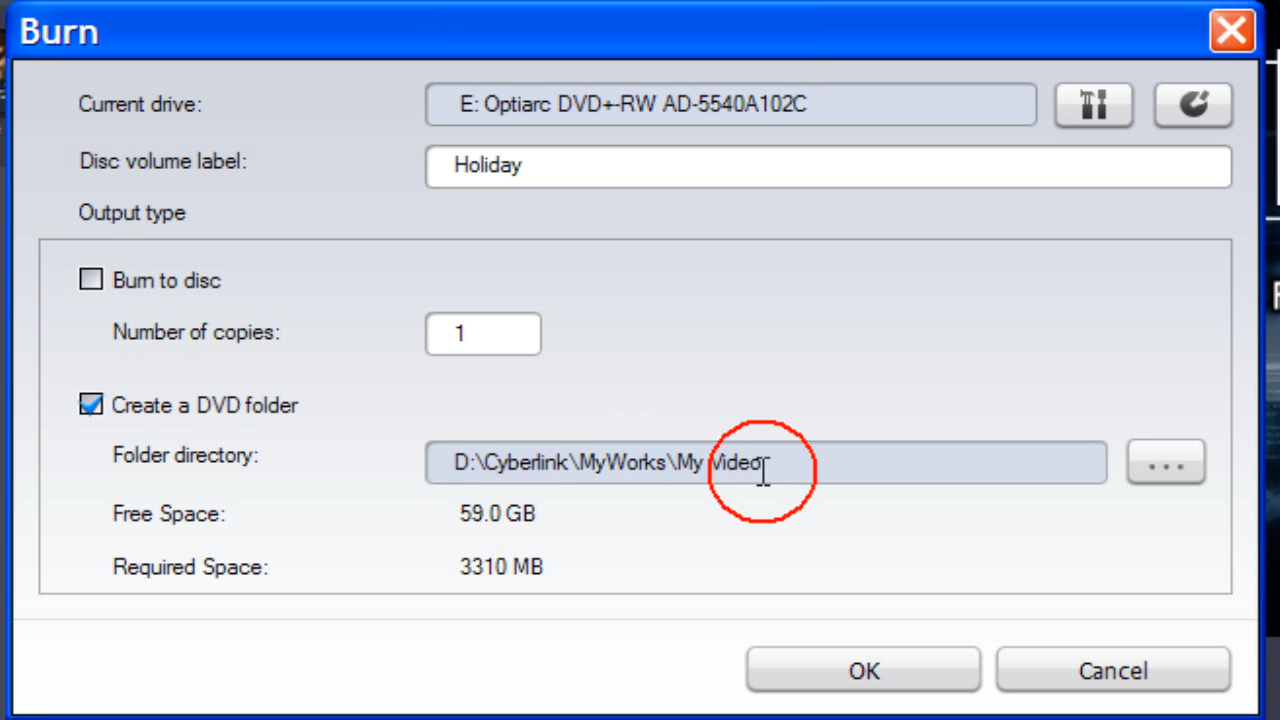 Burn
Current drive: E: Optiarc DVD+-RW AD-5540A102C
Disc volume label: Holiday
Output type
Burn to disc
Number of copies: 1
Create a DVD folder
Folder directory: D:\Cyberlink\MyWorks\My Video ...
Free Space: 59.0 GB
Required Space: 3310 MB
OK Cancel